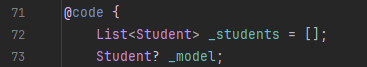 71 @code {
72 List<Student> _students = [];
73 Student? _model;